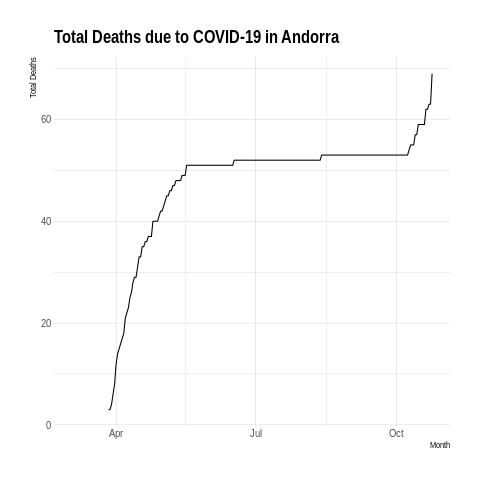 Total Deaths due to COVID-19 in Andorra
Total Deaths
60
40
20
0
Apr
Jul
Oct
Month